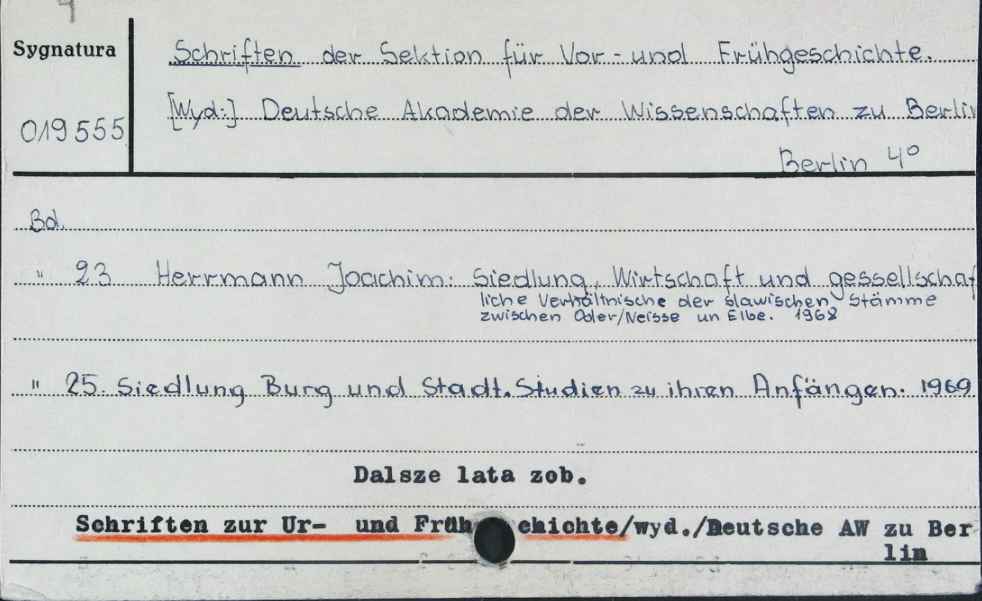 Sygnatura
019555
Schriften der Sektion für Vor- und Frühgeschichte.
[Wyd:] Deutsche Akademie der Wissenschaften zu Berlin
Berlin 4°
Bd.
" 23 Herrmann Joachim: Siedlung, Wirtschaft und gessellschaf
liche Verhältnische der slawischen Stämme
zwischen Oder/Neisse un Elbe. 1968
" 25. Siedlung Burg und Stadt. Studien zu ihren Anfängen. 1969
Dalsze lata zob.
Schriften zur Ur- und Früh chichte/wyd./Deutsche AW zu Ber
lin